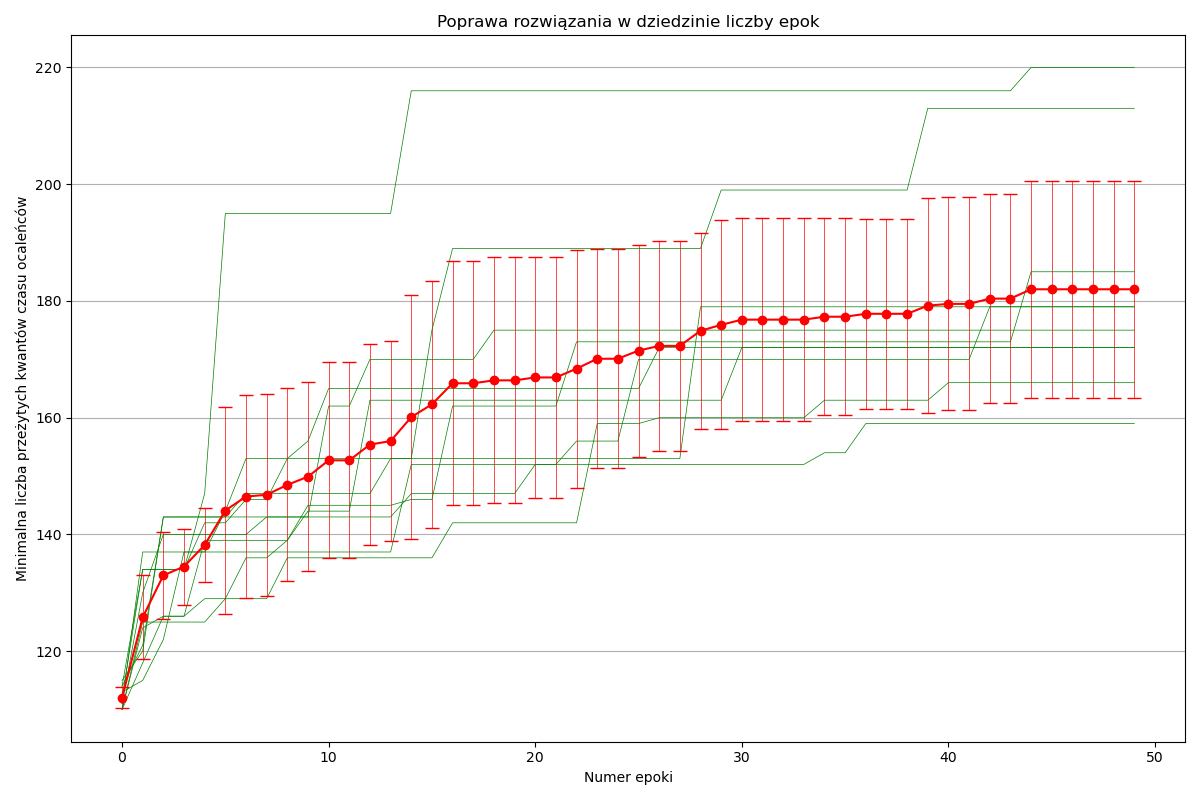 Poprawa rozwiązania w dziedzinie liczby epok
Minimalna liczba przeżytych kwantów czasu ocaleńców
220
200
180
160
140
120
0 10 20 30 40 50
Numer epoki